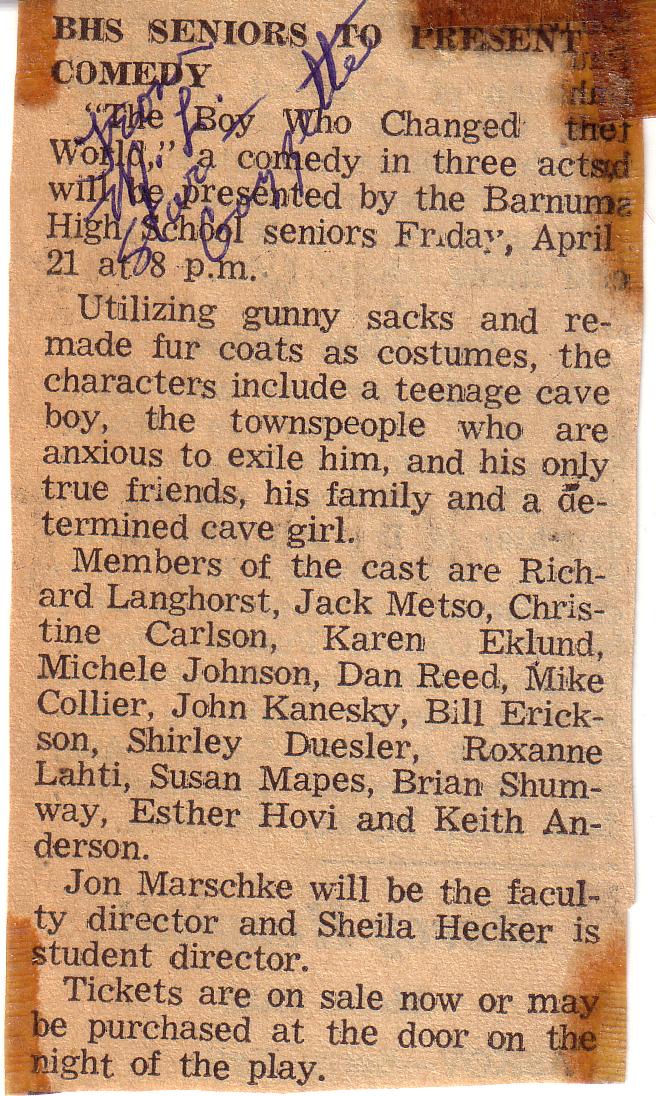 BHS SENIORS TO PRESENT
COMEDY
"The Boy Who Changed the
World," a comedy in three acts
will be presented by the Barnum
High School seniors Friday, April
21 at 8 p.m.
Utilizing gunny sacks and re-
made fur coats as costumes, the
characters include a teenage cave
boy, the townspeople who are
anxious to exile him, and his only
true friends, his family and a de-
termined cave girl.
Members of the cast are Rich-
ard Langhorst, Jack Metso, Chris-
tine Carlson, Karen Eklund,
Michele Johnson, Dan Reed, Mike
Collier, John Kanesky, Bill Erick-
son, Shirley Duesler, Roxanne
Lahti, Susan Mapes, Brian Shum-
way, Esther Hovi and Keith An-
derson.
Jon Marschke will be the facul-
ty director and Sheila Hecker is
student director.
Tickets are on sale now or may
be purchased at the door on the
night of the play.